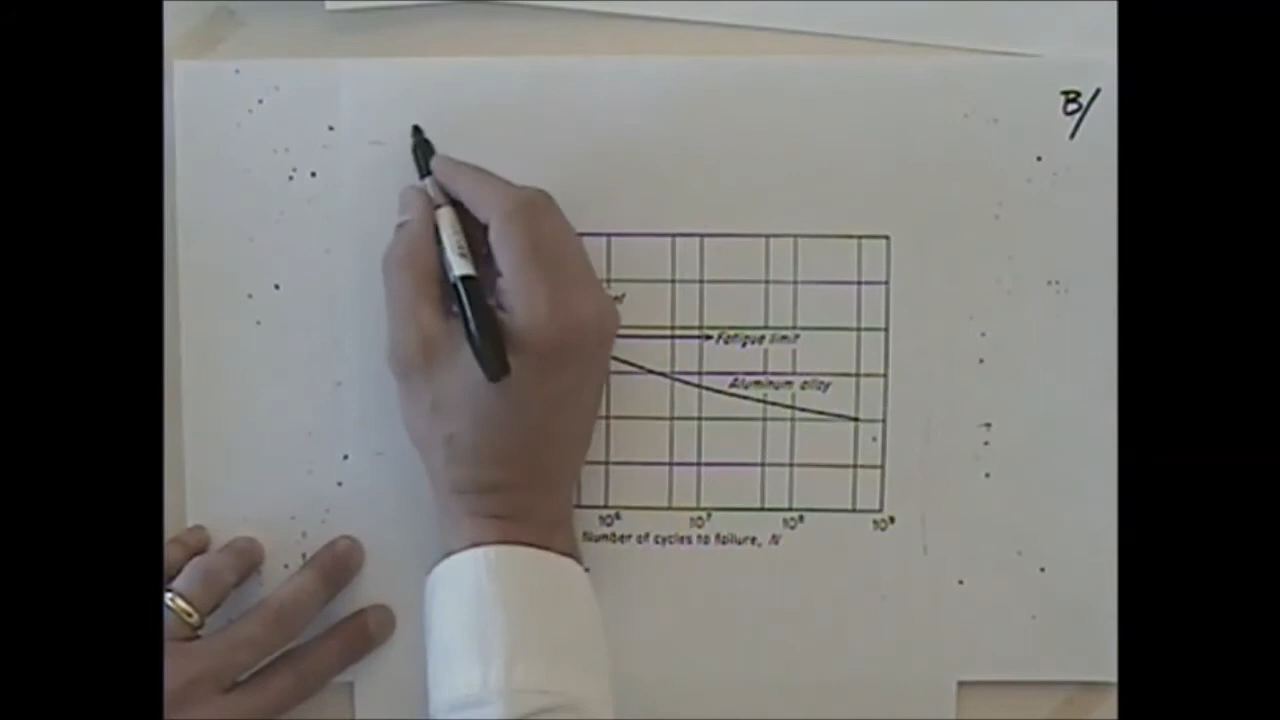 B/
Fatigue limit
Aluminum alloy
10⁶ 10⁷ 10⁸ 10⁹
Number of cycles to failure, N